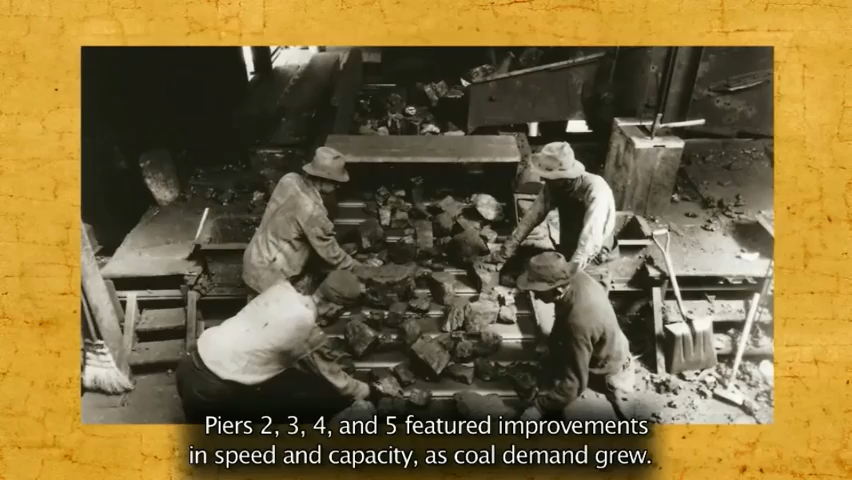 Piers 2, 3, 4, and 5 featured improvements
in speed and capacity, as coal demand grew.